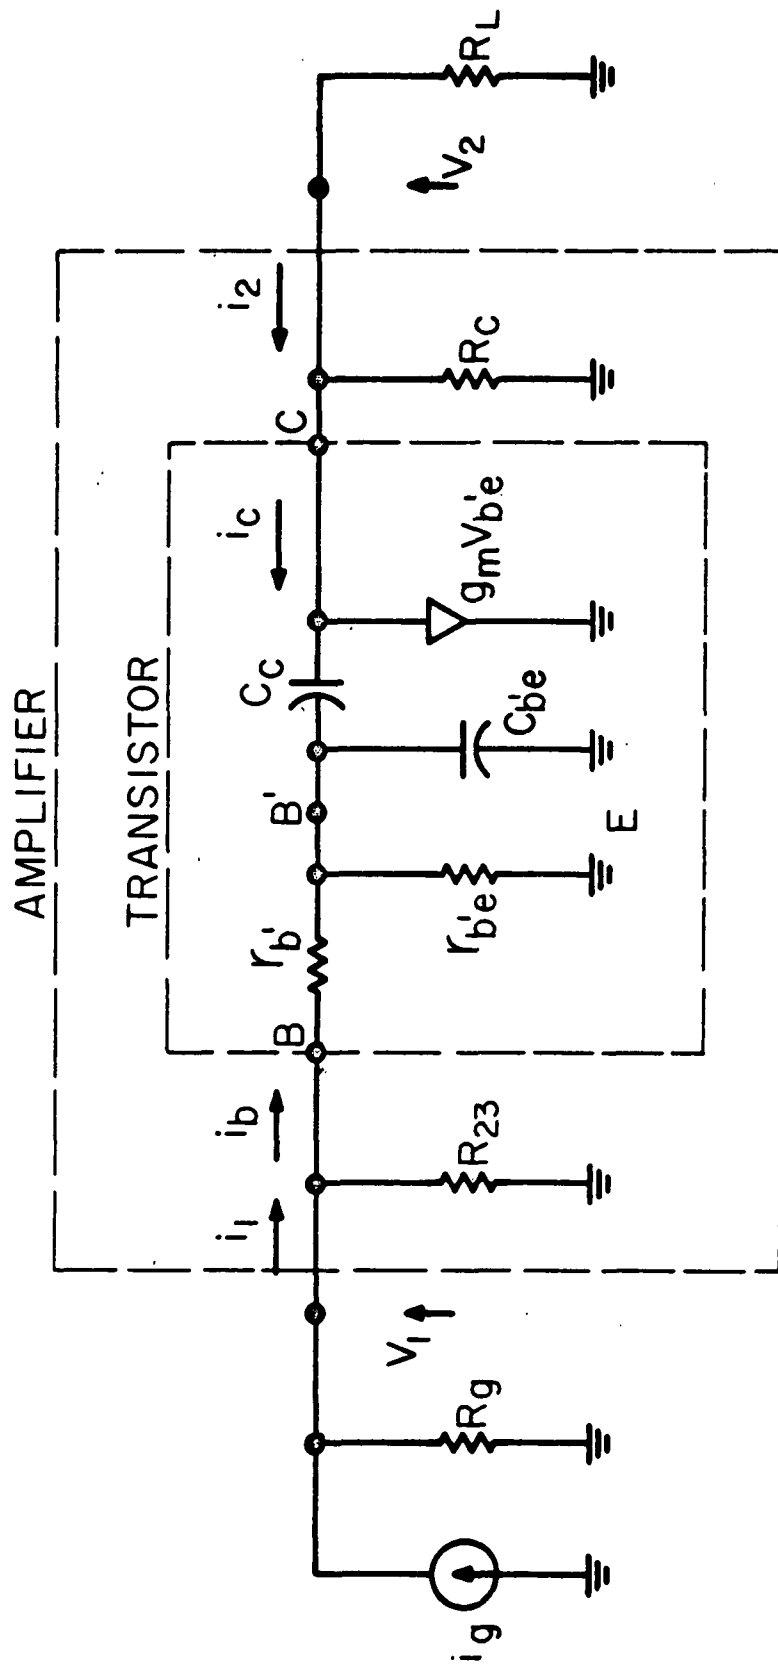 AMPLIFIER
TRANSISTOR
i_g
R_g
V_1
i_1
R_23
i_b
B
r_b'
r_b'e
B'
E
C_b'e
C_C
g_m V_b'e
i_C
C
R_C
i_2
V_2
R_L